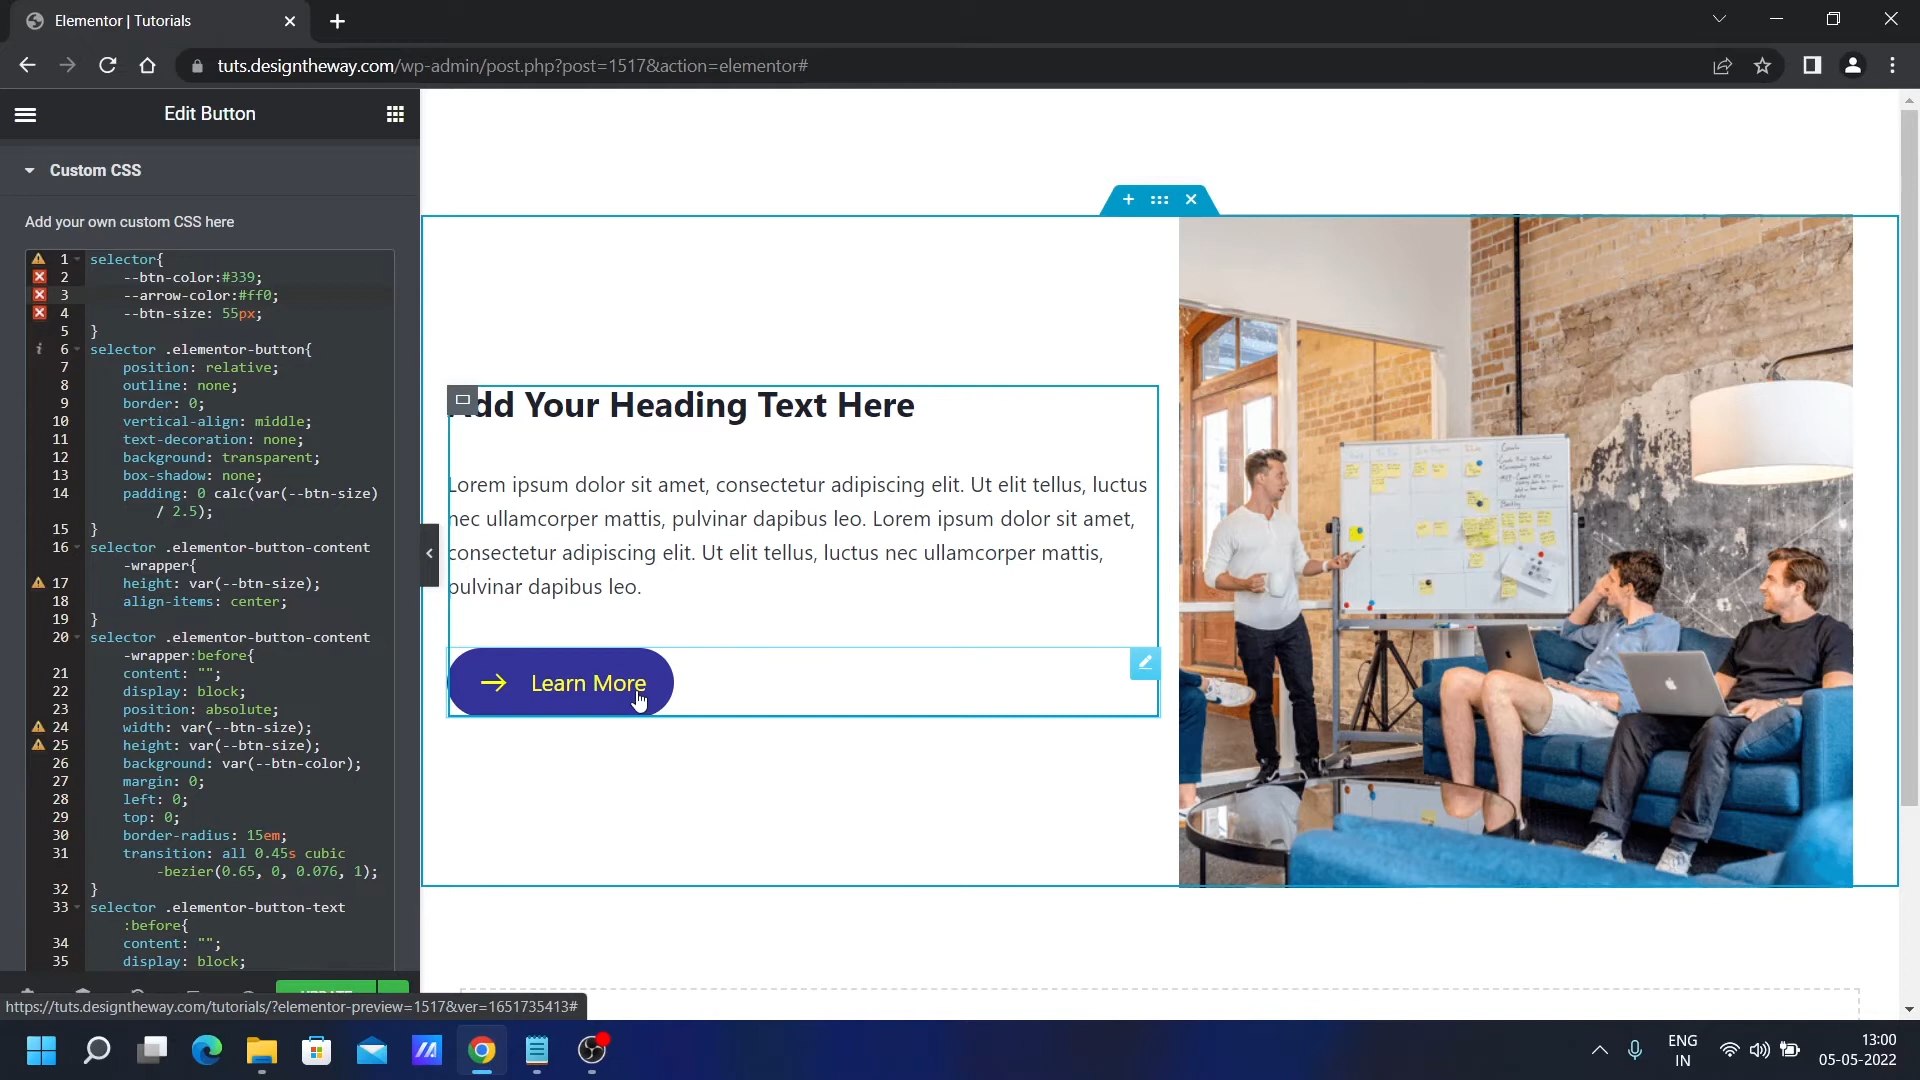 Elementor | Tutorials
tuts.designtheway.com/wp-admin/post.php?post=1517&action=elementor#
Edit Button
Custom CSS
Add your own custom CSS here
1 selector{
2 --btn-color:#339;
3 --arrow-color:#ff0;
4 --btn-size: 55px;
5 }
6 selector .elementor-button{
7 position: relative;
8 outline: none;
9 border: 0;
10 vertical-align: middle;
11 text-decoration: none;
12 background: transparent;
13 box-shadow: none;
14 padding: 0 calc(var(--btn-size)
/ 2.5);
15 }
16 selector .elementor-button-content
-wrapper{
17 height: var(--btn-size);
18 align-items: center;
19 }
20 selector .elementor-button-content
-wrapper:before{
21 content: "";
22 display: block;
23 position: absolute;
24 width: var(--btn-size);
25 height: var(--btn-size);
26 background: var(--btn-color);
27 margin: 0;
28 left: 0;
29 top: 0;
30 border-radius: 15em;
31 transition: all 0.45s cubic
-bezier(0.65, 0, 0.076, 1);
32 }
33 selector .elementor-button-text
:before{
34 content: "";
35 display: block;
https://tuts.designtheway.com/tutorials/?elementor-preview=1517&ver=1651735413#
Add Your Heading Text Here
Lorem ipsum dolor sit amet, consectetur adipiscing elit. Ut elit tellus, luctus
nec ullamcorper mattis, pulvinar dapibus leo. Lorem ipsum dolor sit amet,
consectetur adipiscing elit. Ut elit tellus, luctus nec ullamcorper mattis,
pulvinar dapibus leo.
Learn More
ENG
IN
13:00
05-05-2022